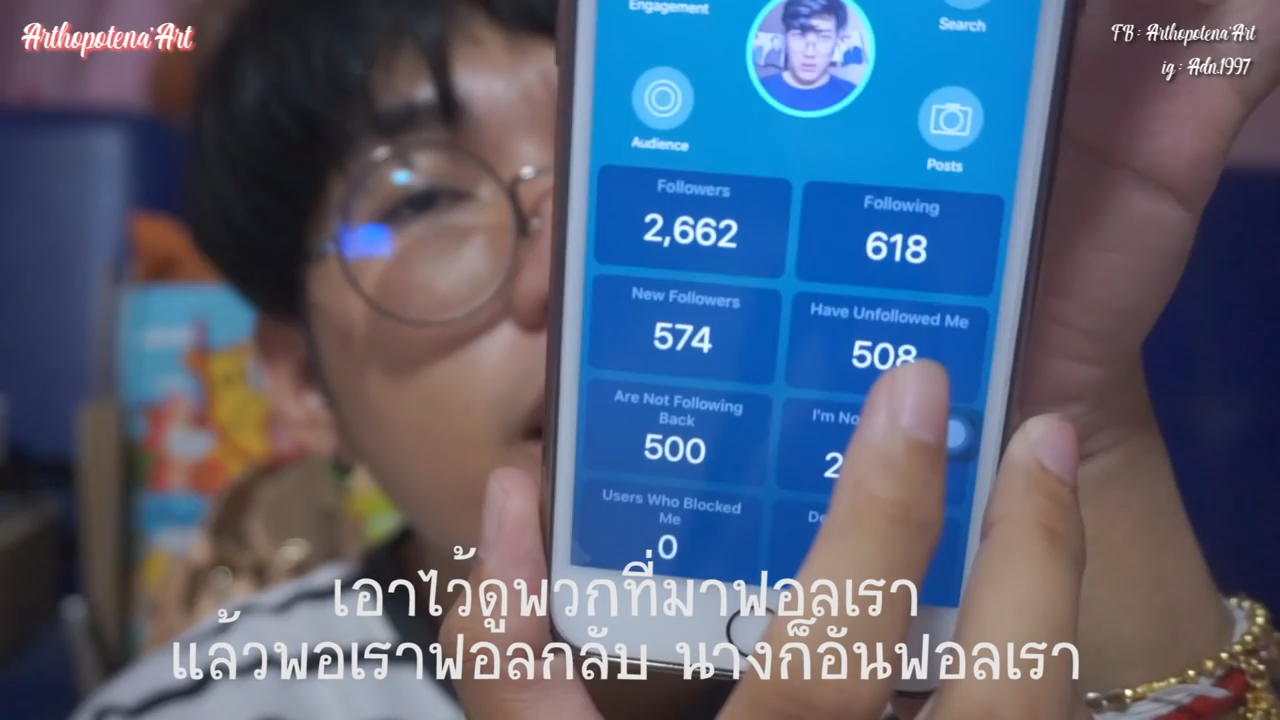 Arthopotena'Art
FB : Arthopotena'Art
ig : Adn.1997
Engagement
Search
Audience
Posts
Followers
2,662
Following
618
New Followers
574
Have Unfollowed Me
508
Are Not Following
Back
500
I'm No
2
Users Who Blocked
Me
0
เอาไว้ดูพวกที่มาฟอลเรา
แล้วพอเราฟอลกลับ นางก็อันฟอลเรา